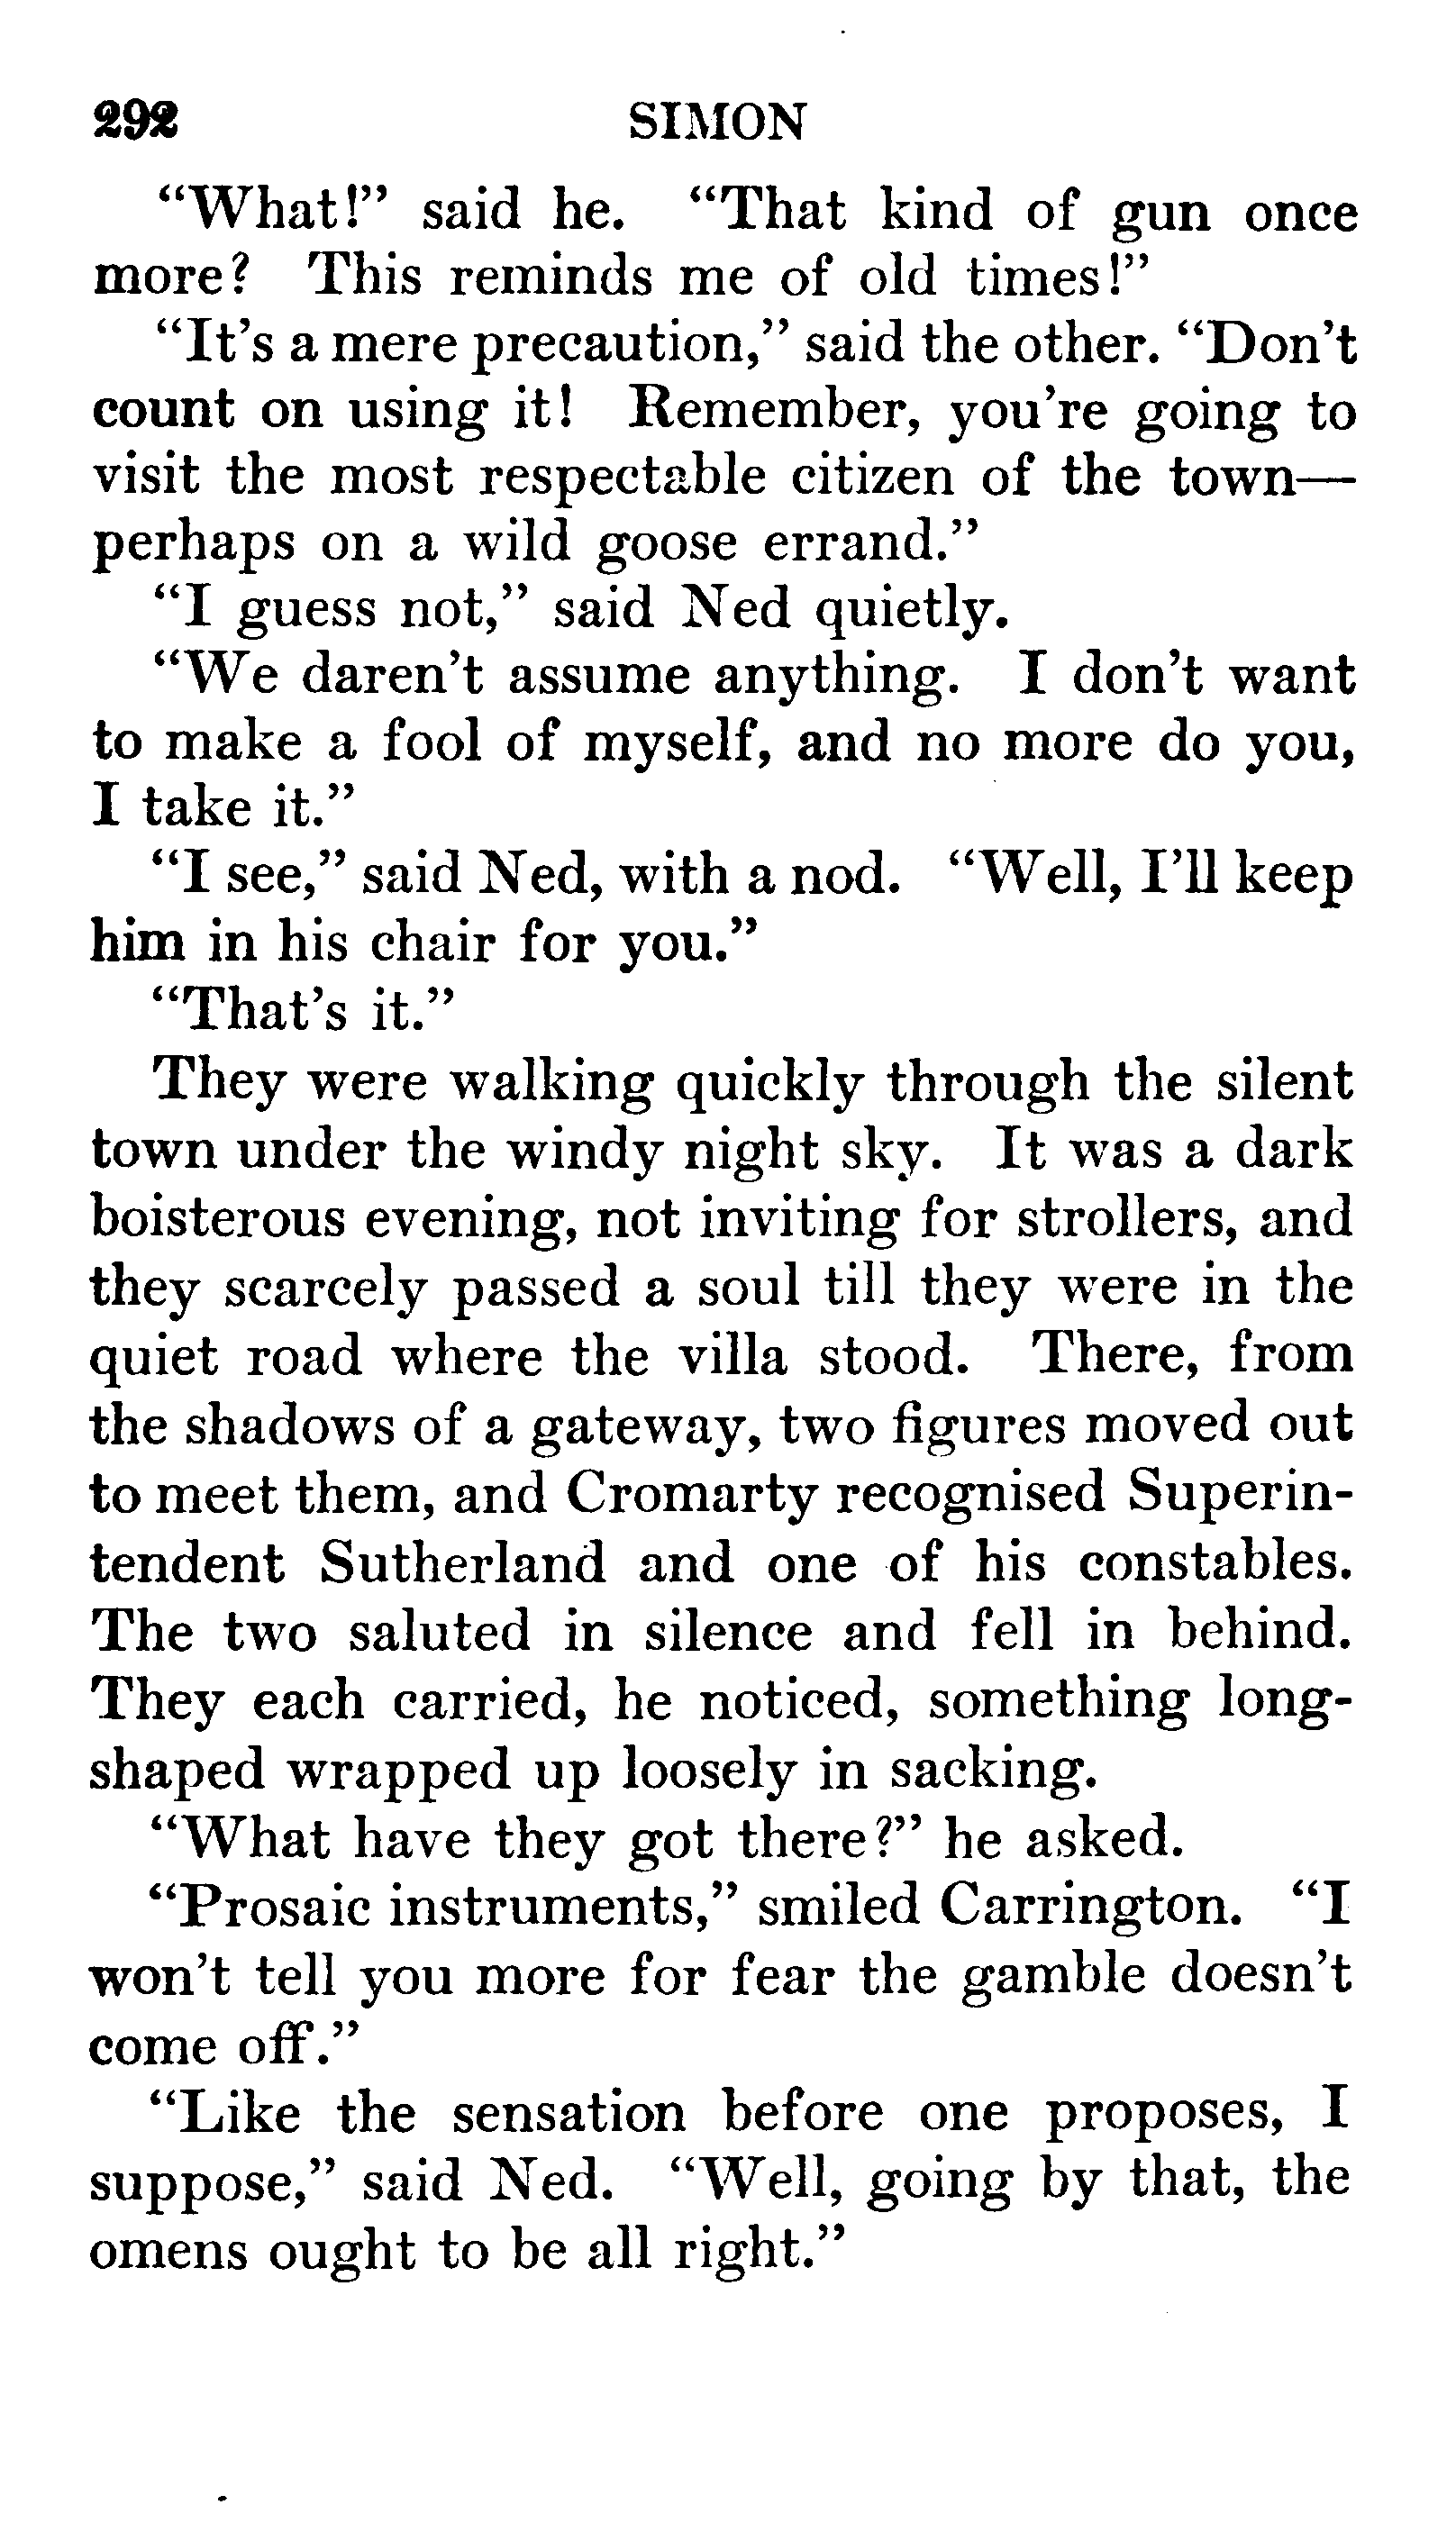 292 SIMON
“What!” said he. “That kind of gun once
more? This reminds me of old times!”
“It's a mere precaution,” said the other. “Don't
count on using it! Remember, you're going to
visit the most respectable citizen of the town—
perhaps on a wild goose errand.”
“I guess not,” said Ned quietly.
“We daren't assume anything. I don't want
to make a fool of myself, and no more do you,
I take it.”
“I see,” said Ned, with a nod. “Well, I'll keep
him in his chair for you.”
“That's it.”
They were walking quickly through the silent
town under the windy night sky. It was a dark
boisterous evening, not inviting for strollers, and
they scarcely passed a soul till they were in the
quiet road where the villa stood. There, from
the shadows of a gateway, two figures moved out
to meet them, and Cromarty recognised Superin-
tendent Sutherland and one of his constables.
The two saluted in silence and fell in behind.
They each carried, he noticed, something long-
shaped wrapped up loosely in sacking.
“What have they got there?” he asked.
“Prosaic instruments,” smiled Carrington. “I
won't tell you more for fear the gamble doesn't
come off.”
“Like the sensation before one proposes, I
suppose,” said Ned. “Well, going by that, the
omens ought to be all right.”